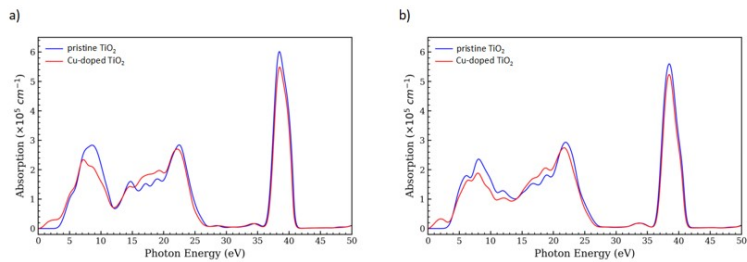 a)
b)
pristine TiO₂
Cu-doped TiO₂
Absorption (×10⁵ cm⁻¹)
6
5
4
3
2
1
0
0 5 10 15 20 25 30 35 40 45 50
Photon Energy (eV)
pristine TiO₂
Cu-doped TiO₂
Absorption (×10⁵ cm⁻¹)
6
5
4
3
2
1
0
0 5 10 15 20 25 30 35 40 45 50
Photon Energy (eV)